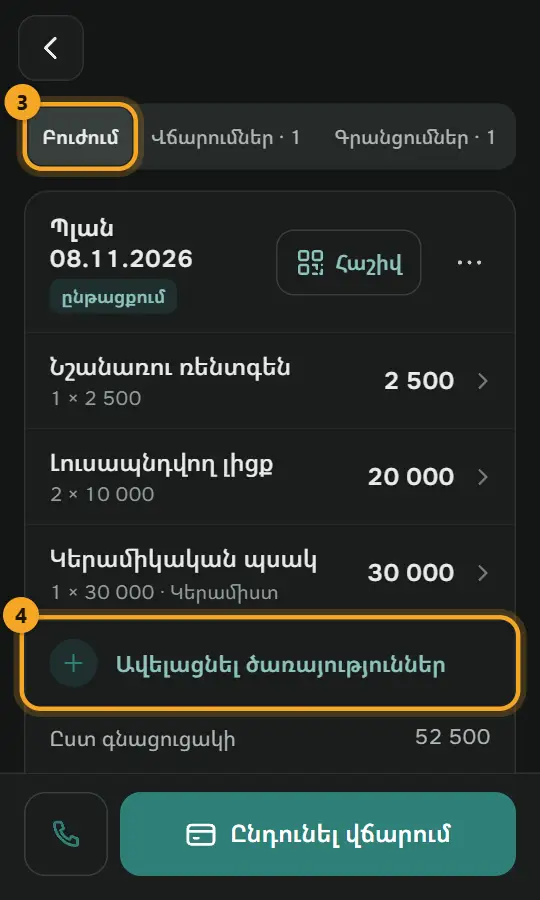 3
Բուժում
Վճարումներ · 1
Գրանցումներ · 1
Պլան
08.11.2026
ընթացքում
Հաշիվ
Նշանառու ռենտգեն
1 × 2 500
2 500
Լուսապնդվող լիցք
2 × 10 000
20 000
Կերամիկական պսակ
1 × 30 000 · Կերամիստ
30 000
4
Ավելացնել ծառայություններ
Ըստ գնացուցակի
52 500
Ընդունել վճարում